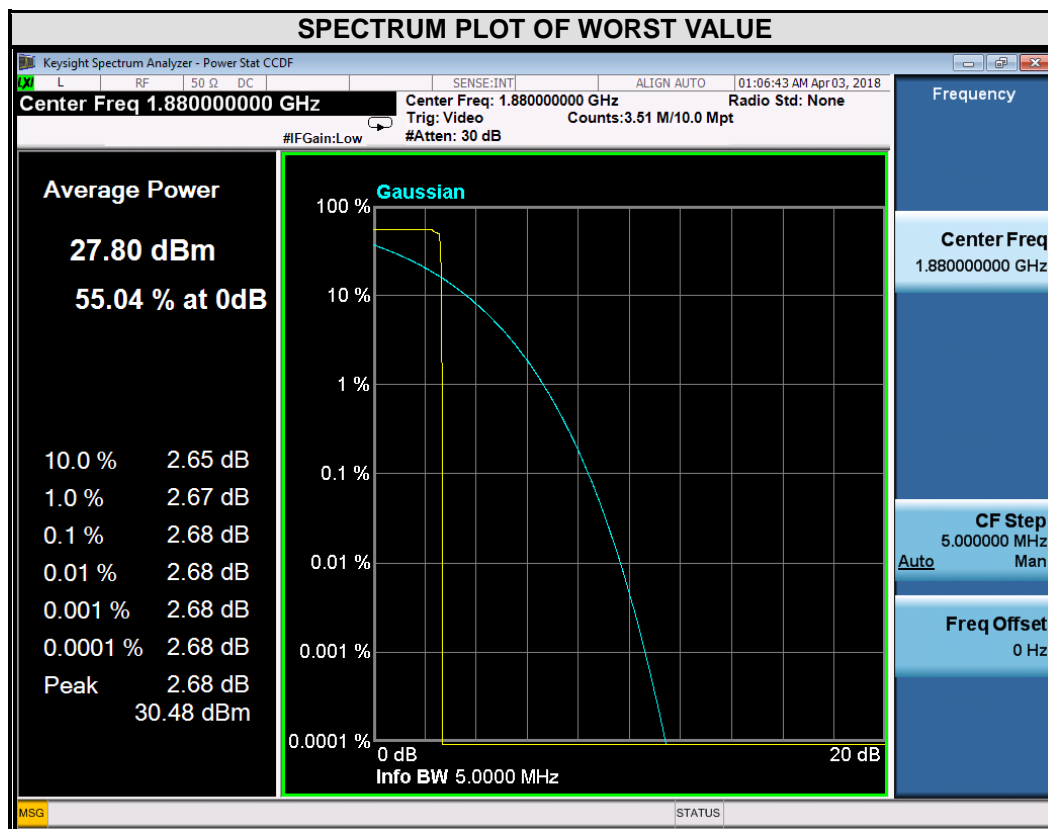 SPECTRUM PLOT OF WORST VALUE
Keysight Spectrum Analyzer - Power Stat CCDF
LXI L RF 50 Ω DC SENSE:INT ALIGN AUTO 01:06:43 AM Apr 03, 2018
Center Freq 1.880000000 GHz
Center Freq: 1.880000000 GHz Radio Std: None
Trig: Video Counts:3.51 M/10.0 Mpt
#IFGain:Low #Atten: 30 dB
Frequency
Average Power
27.80 dBm
55.04 % at 0dB
10.0 % 2.65 dB
1.0 % 2.67 dB
0.1 % 2.68 dB
0.01 % 2.68 dB
0.001 % 2.68 dB
0.0001 % 2.68 dB
Peak 2.68 dB
30.48 dBm
Gaussian
100 %
10 %
1 %
0.1 %
0.01 %
0.001 %
0.0001 %
0 dB 20 dB
Info BW 5.0000 MHz
Center Freq
1.880000000 GHz
CF Step
5.000000 MHz
Auto Man
Freq Offset
0 Hz
MSG STATUS